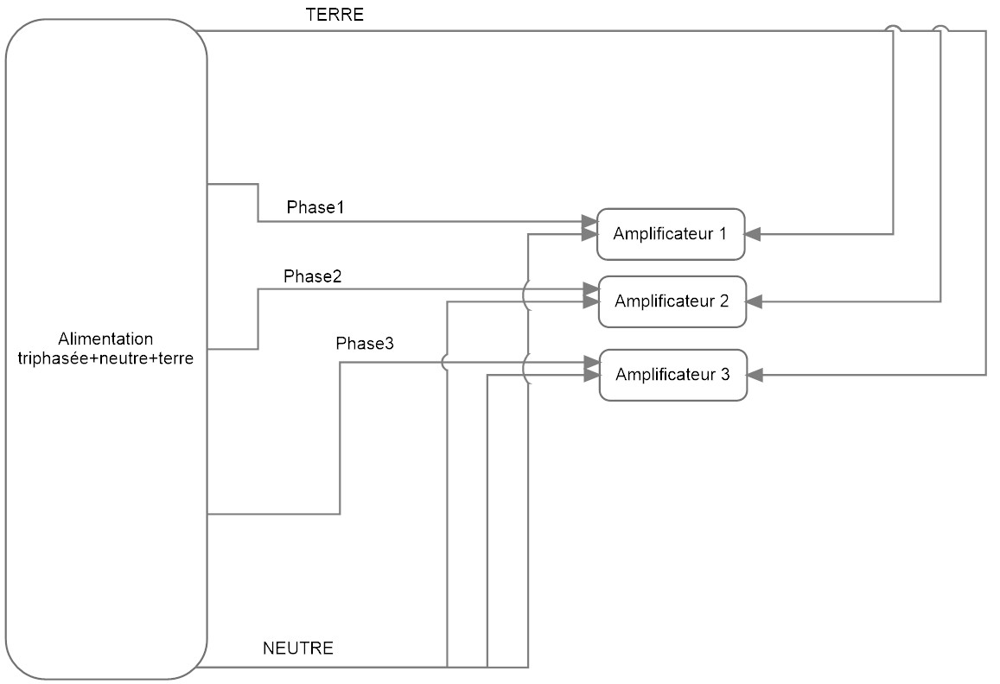 TERRE
Phase1
Amplificateur 1
Phase2
Amplificateur 2
Alimentation
triphasée+neutre+terre
Phase3
Amplificateur 3
NEUTRE